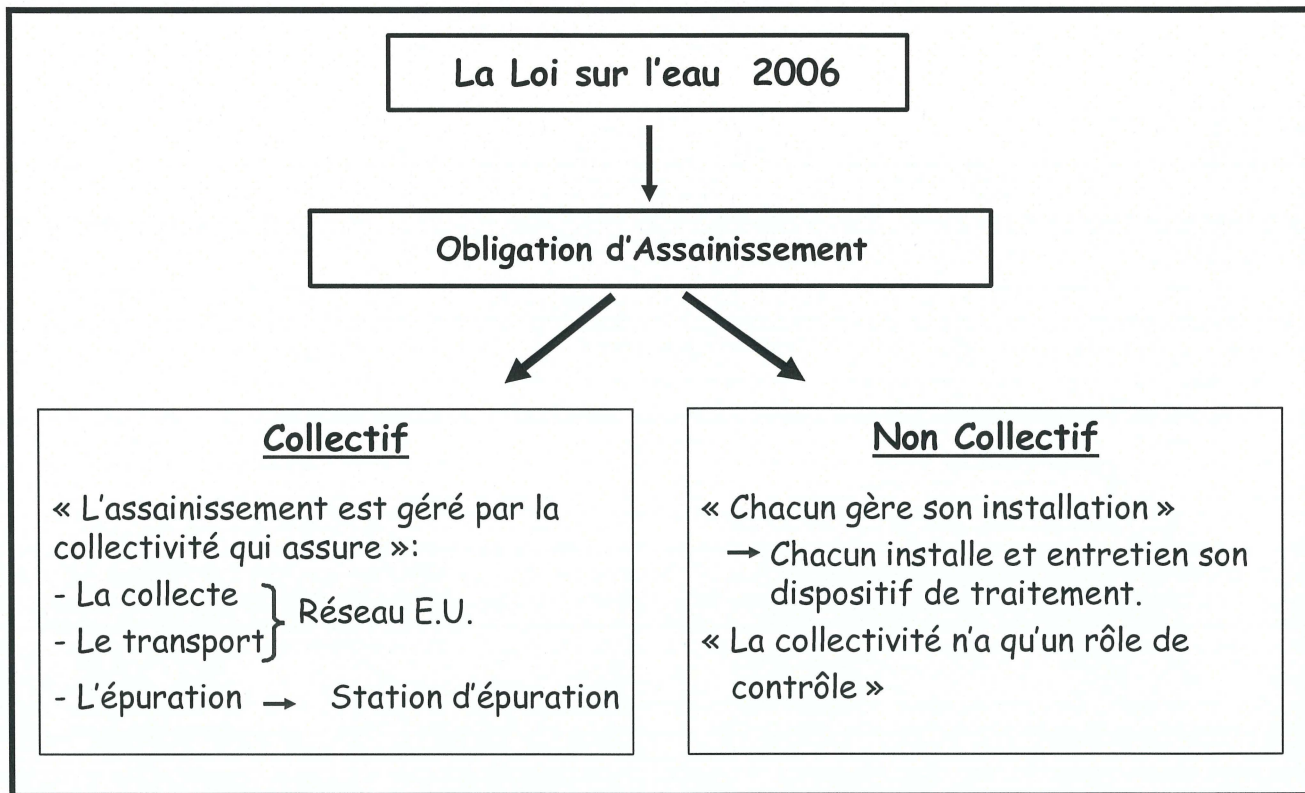 La Loi sur l'eau 2006
Obligation d'Assainissement
Collectif
« L'assainissement est géré par la
collectivité qui assure »:
- La collecte
- Le transport
Réseau E.U.
- L'épuration → Station d'épuration
Non Collectif
« Chacun gère son installation »
→ Chacun installe et entretien son
dispositif de traitement.
« La collectivité n'a qu'un rôle de
contrôle »